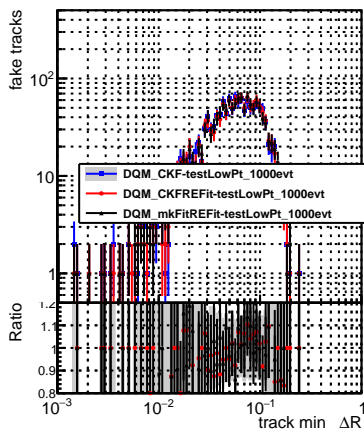 fake tracks
10²
10
1
DQM_CKF-testLowPt_1000evt
DQM_CKFREFit-testLowPt_1000evt
DQM_mkFitREFit-testLowPt_1000evt
Ratio
1.2
1.1
1
0.9
0.8
10⁻³ 10⁻² 10⁻¹ 1
track min ΔR